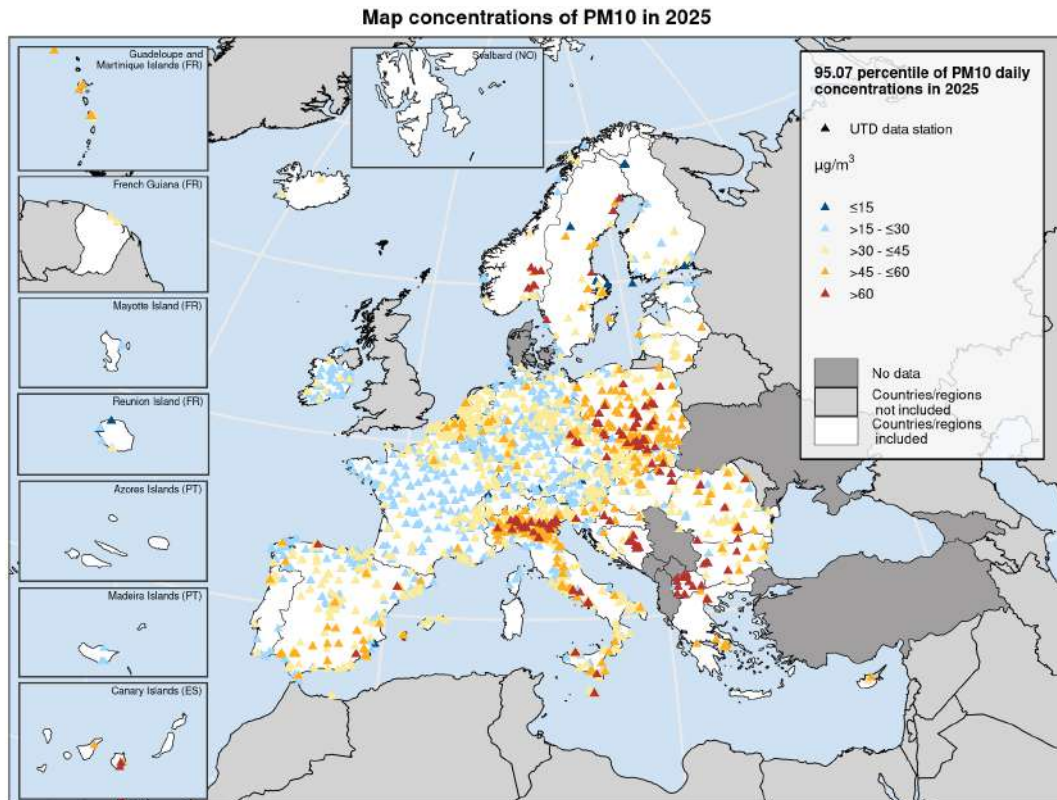 Map concentrations of PM10 in 2025
Guadeloupe and
Martinique Islands (FR)
Svalbard (NO)
French Guiana (FR)
Mayotte Island (FR)
Reunion Island (FR)
Azores Islands (PT)
Madeira Islands (PT)
Canary Islands (ES)
95.07 percentile of PM10 daily
concentrations in 2025
UTD data station
µg/m³
≤15
>15 - ≤30
>30 - ≤45
>45 - ≤60
>60
No data
Countries/regions
not included
Countries/regions
included